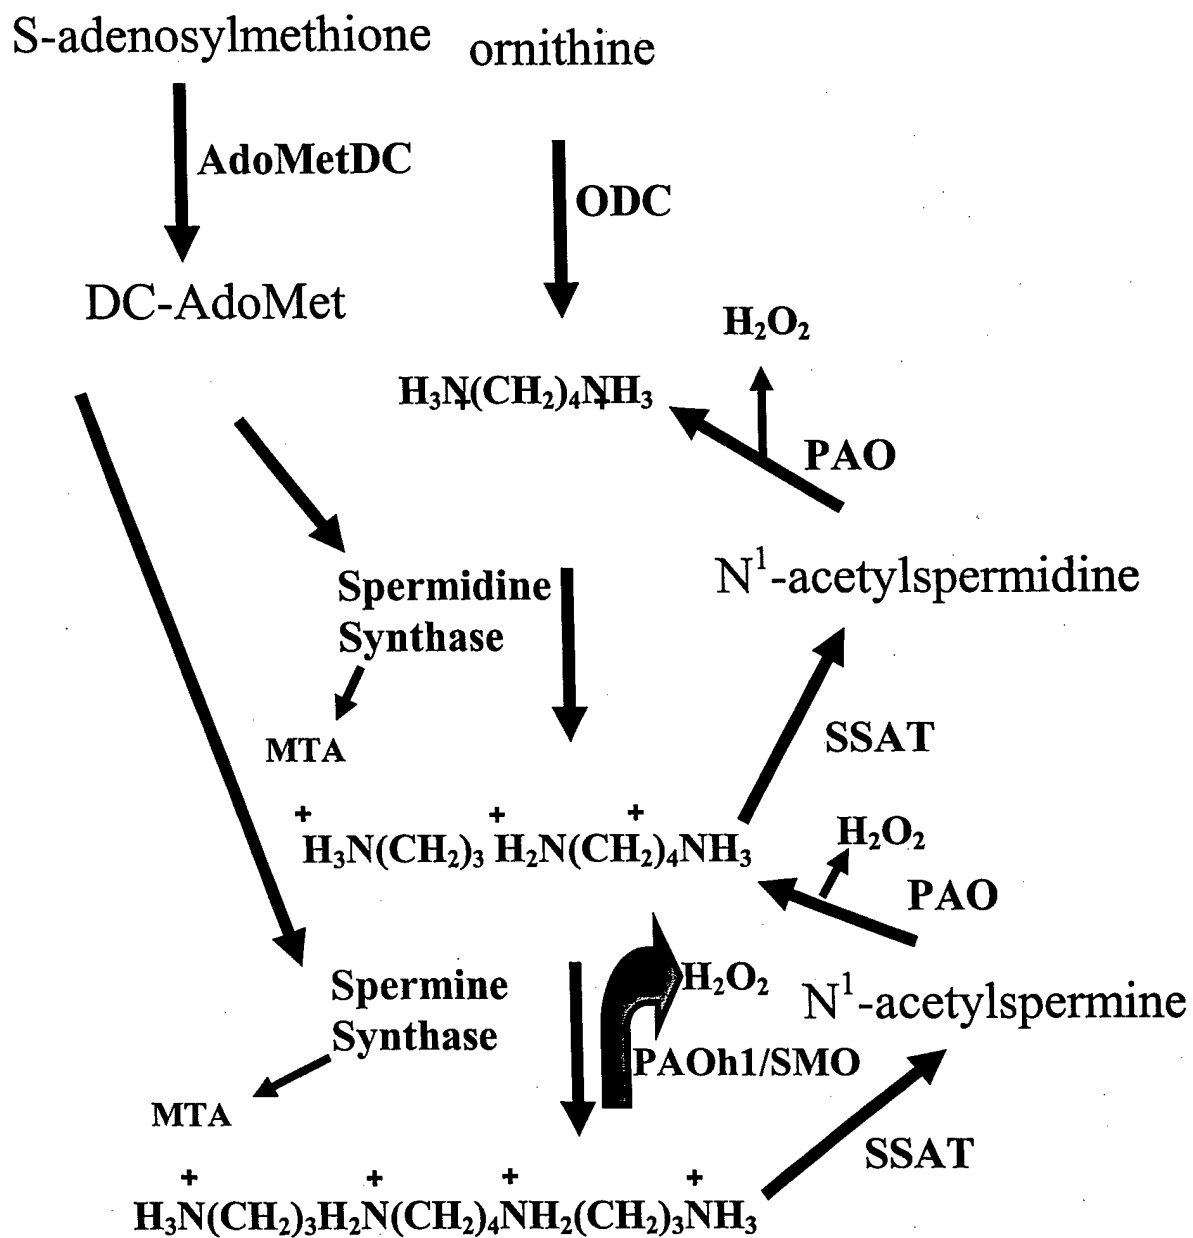 S-adenosylmethione
ornithine
AdoMetDC
ODC
DC-AdoMet
H₂O₂
H₃N(CH₂)₄NH₃
+ +
PAO
N¹-acetylspermidine
Spermidine
Synthase
MTA
SSAT
+ + +
H₃N(CH₂)₃ H₂N(CH₂)₄NH₃
H₂O₂
PAO
Spermine
Synthase
H₂O₂
N¹-acetylspermine
PAOh1/SMO
MTA
SSAT
+ + + +
H₃N(CH₂)₃H₂N(CH₂)₄NH₂(CH₂)₃NH₃